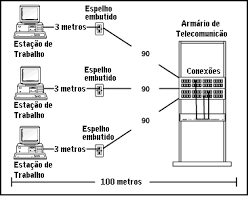 Espelho
embutido
Armário de
Telecomunicão
3 metros
Estação de
Trabalho
90
Espelho
embutido
Conexões
3 metros
90
Estação de
Trabalho
Espelho
embutido
90
3 metros
Estação de
Trabalho
100 metros